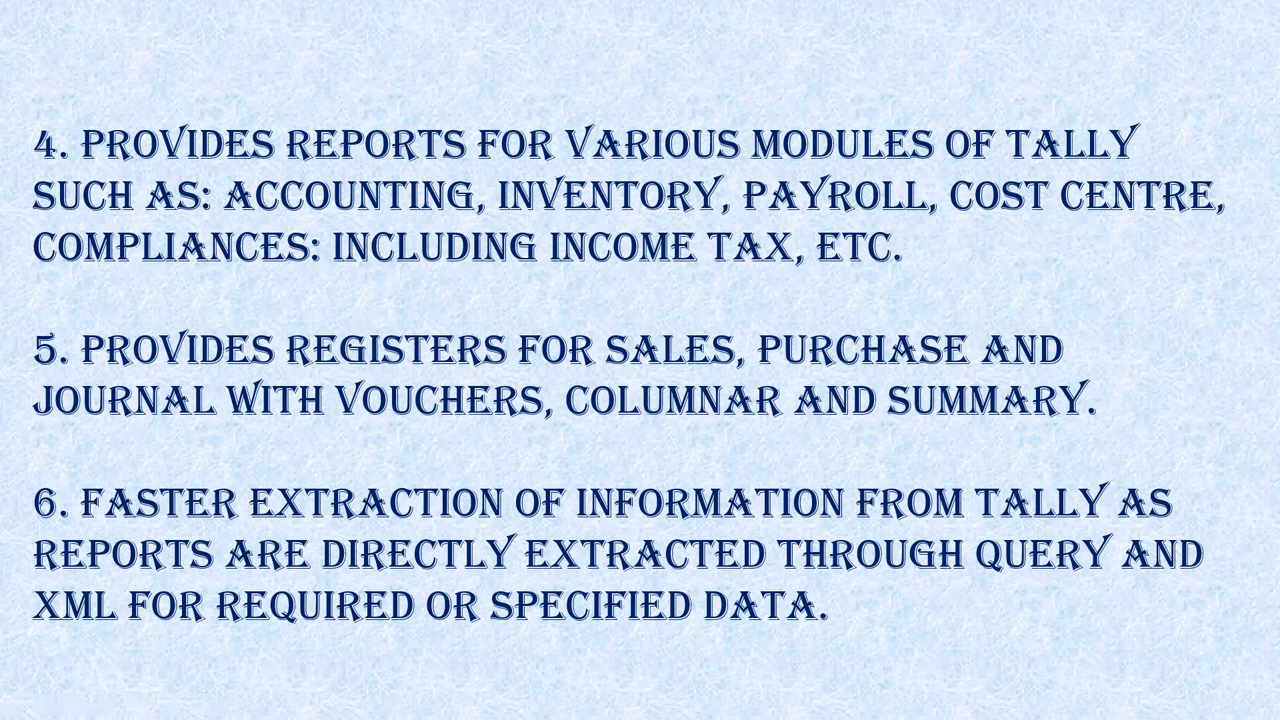 4. PROVIDES REPORTS FOR VARIOUS MODULES OF TALLY
SUCH AS: ACCOUNTING, INVENTORY, PAYROLL, COST CENTRE,
COMPLIANCES: INCLUDING INCOME TAX, ETC.
5. PROVIDES REGISTERS FOR SALES, PURCHASE AND
JOURNAL WITH VOUCHERS, COLUMNAR AND SUMMARY.
6. FASTER EXTRACTION OF INFORMATION FROM TALLY AS
REPORTS ARE DIRECTLY EXTRACTED THROUGH QUERY AND
XML FOR REQUIRED OR SPECIFIED DATA.